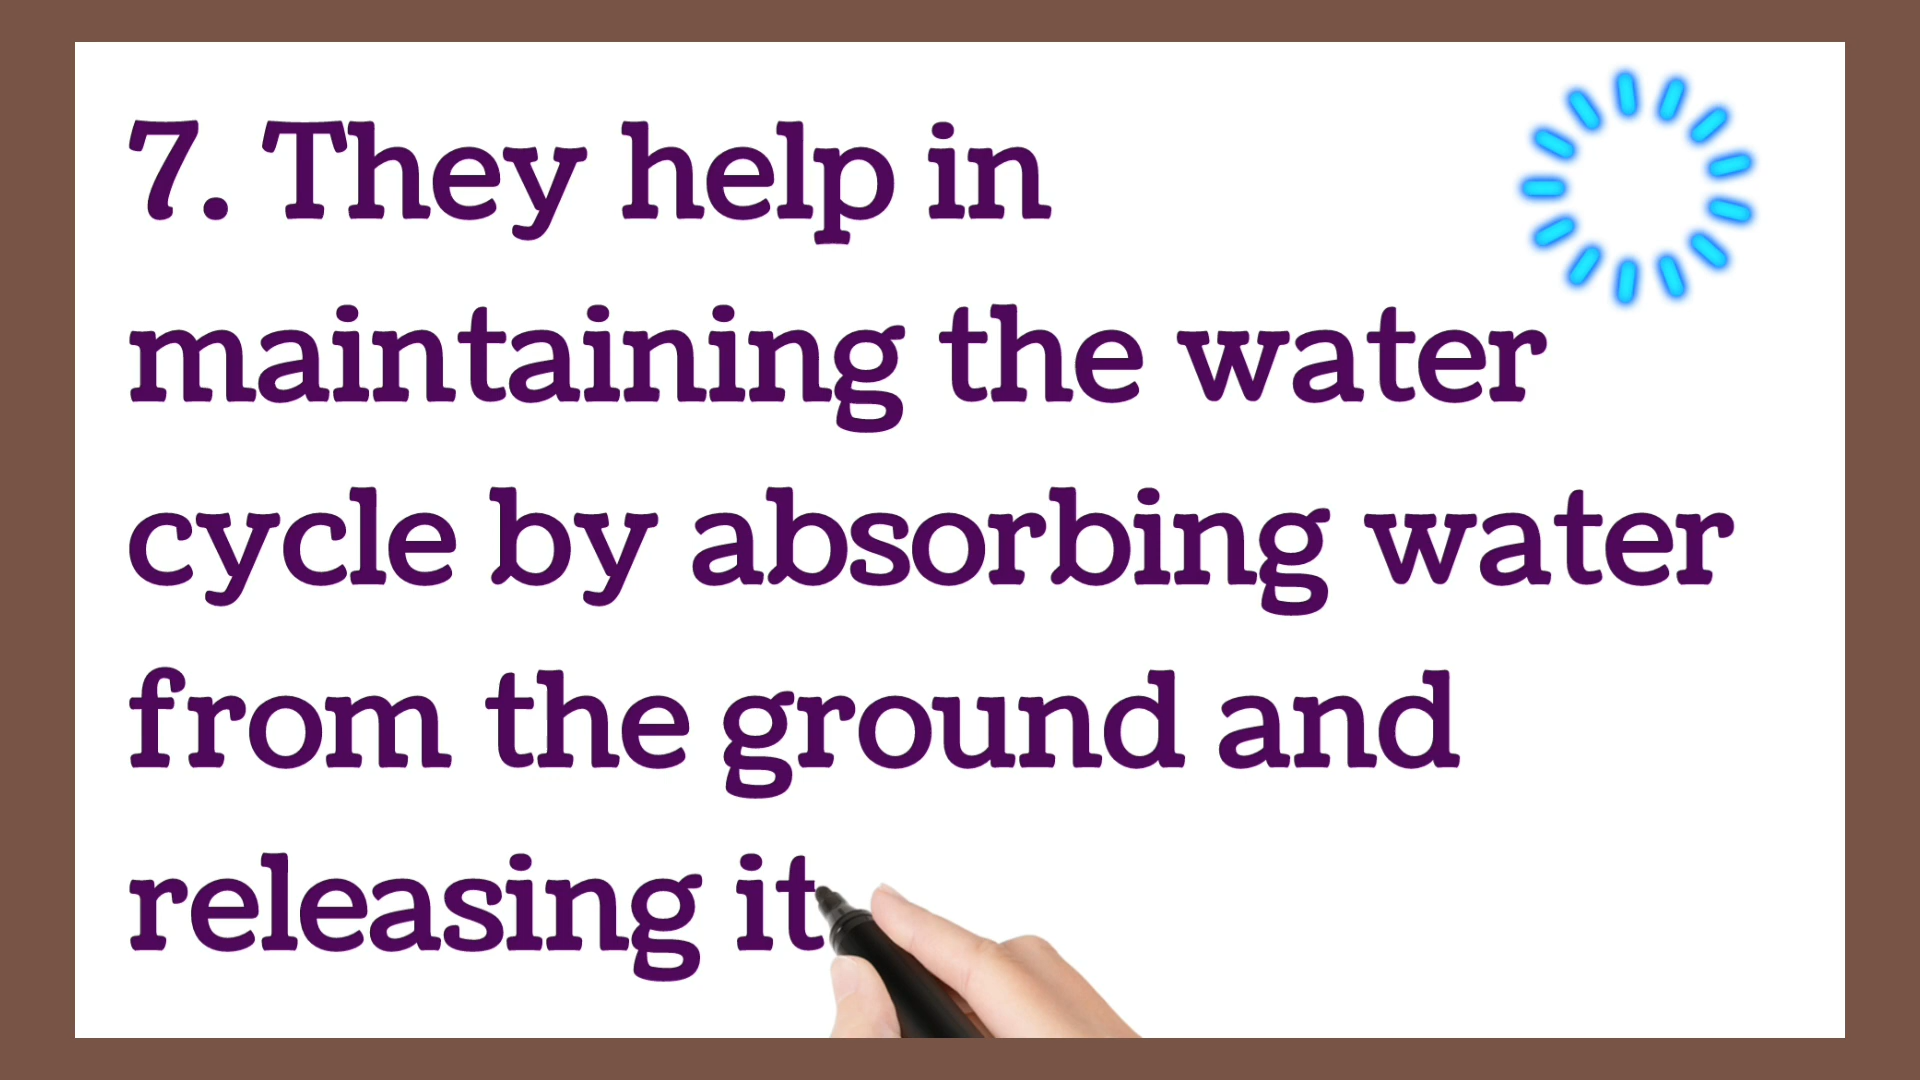 7. They help in
maintaining the water
cycle by absorbing water
from the ground and
releasing it